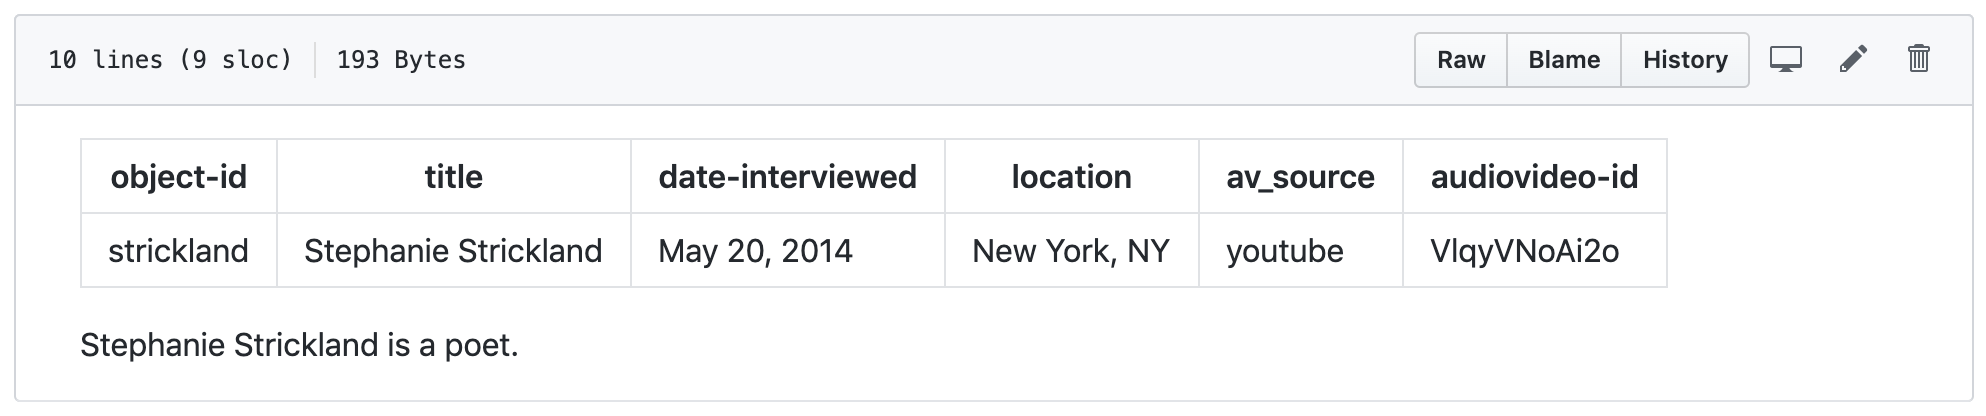 10 lines (9 sloc) 193 Bytes Raw Blame History
object-id title date-interviewed location av_source audiovideo-id
strickland Stephanie Strickland May 20, 2014 New York, NY youtube VlqyVNoAi2o
Stephanie Strickland is a poet.